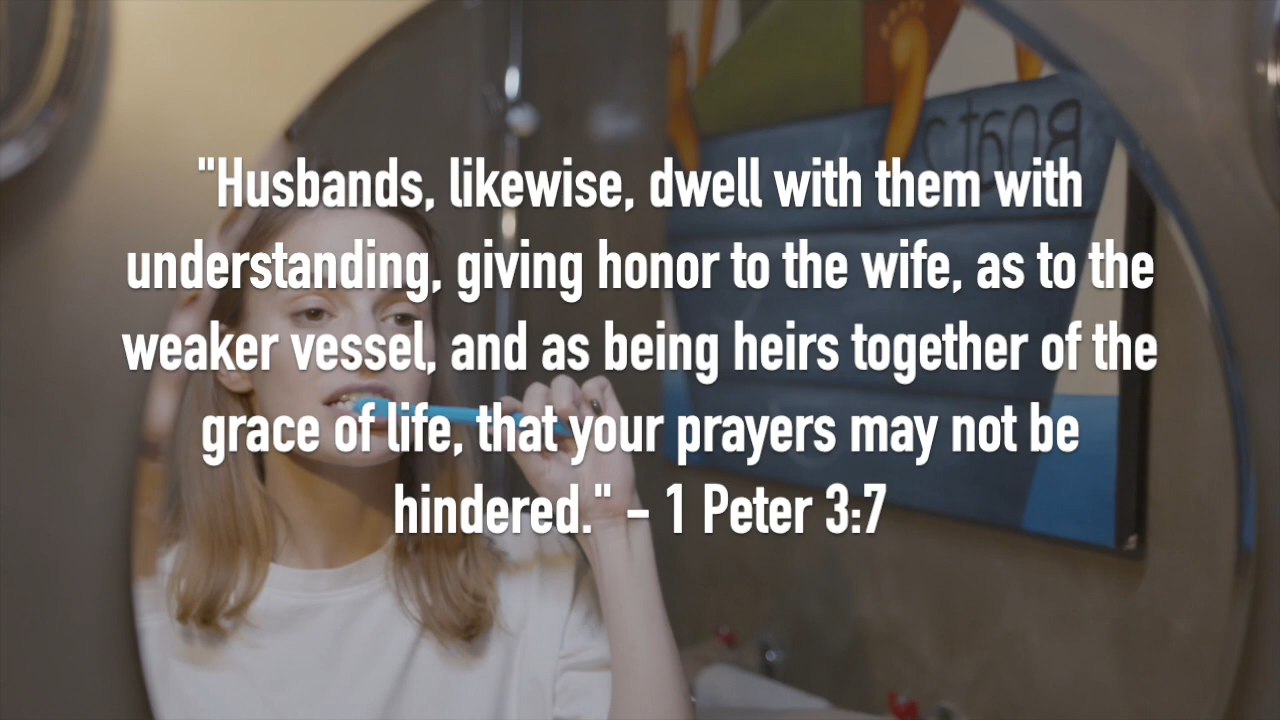 Boats
"Husbands, likewise, dwell with them with
understanding, giving honor to the wife, as to the
weaker vessel, and as being heirs together of the
grace of life, that your prayers may not be
hindered." - 1 Peter 3:7